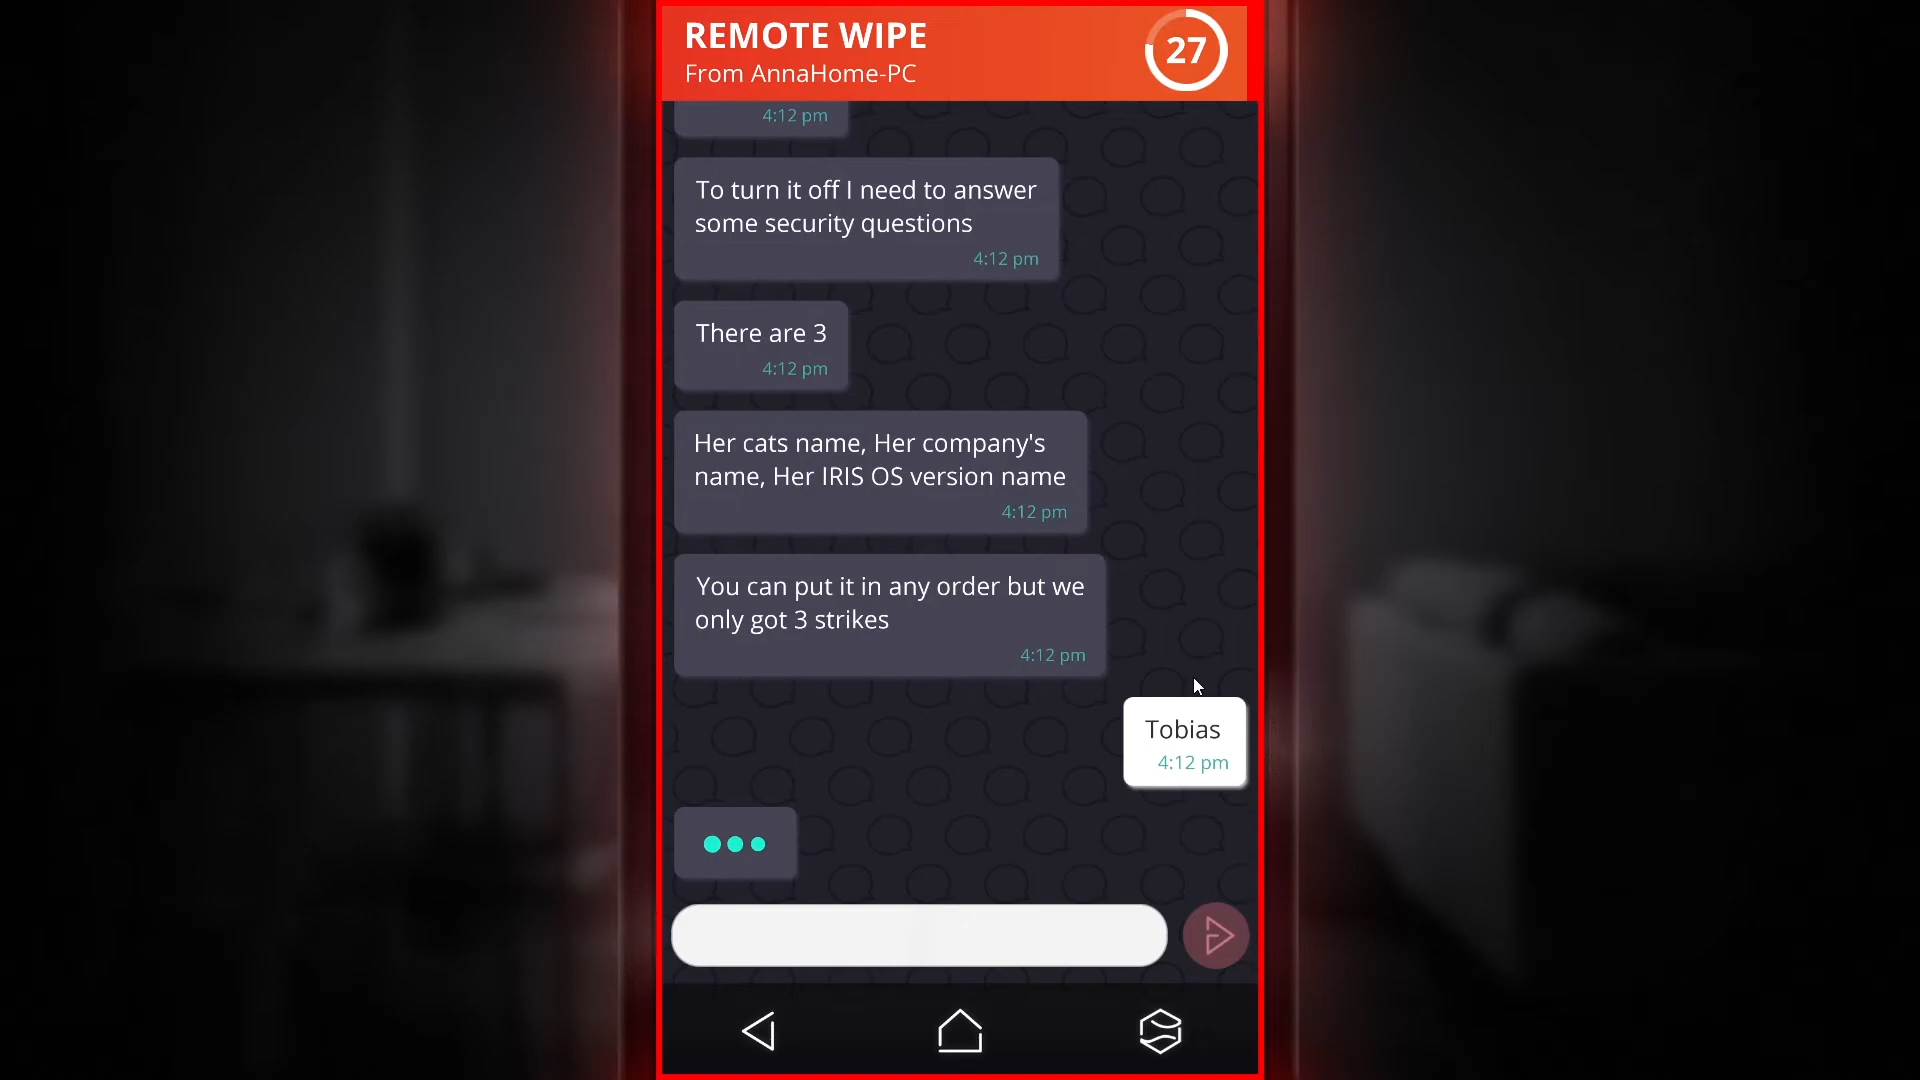 REMOTE WIPE
From AnnaHome-PC
27
4:12 pm
To turn it off I need to answer
some security questions
4:12 pm
There are 3
4:12 pm
Her cats name, Her company's
name, Her IRIS OS version name
4:12 pm
You can put it in any order but we
only got 3 strikes
4:12 pm
Tobias
4:12 pm